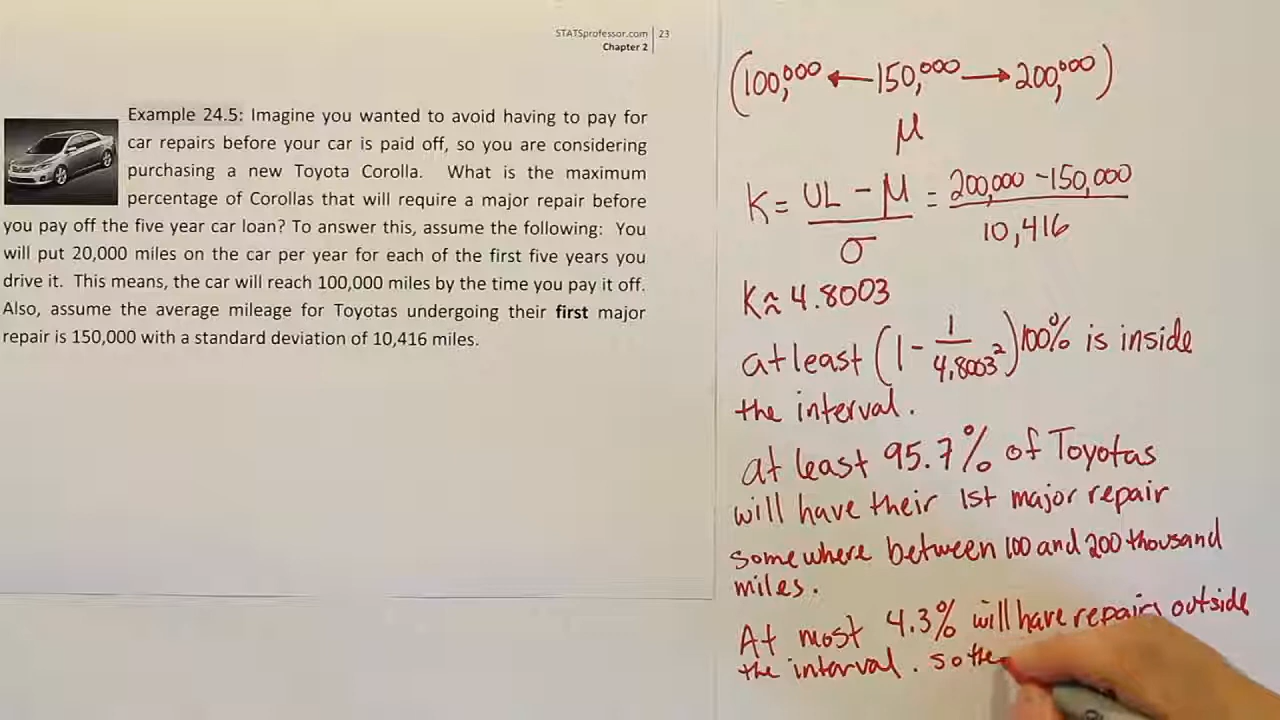 STATSprofessor.com | 23
Chapter 2
Example 24.5: Imagine you wanted to avoid having to pay for
car repairs before your car is paid off, so you are considering
purchasing a new Toyota Corolla. What is the maximum
percentage of Corollas that will require a major repair before
you pay off the five year car loan? To answer this, assume the following: You
will put 20,000 miles on the car per year for each of the first five years you
drive it. This means, the car will reach 100,000 miles by the time you pay it off.
Also, assume the average mileage for Toyotas undergoing their first major
repair is 150,000 with a standard deviation of 10,416 miles.
(100,000 ← 150,000 → 200,000)
μ
K = UL - μ / σ = 200,000 - 150,000 / 10,416
K ≈ 4.8003
at least (1 - 1/4.8003²)100% is inside
the interval.
at least 95.7% of Toyotas
will have their 1st major repair
somewhere between 100 and 200 thousand
miles.
At most 4.3% will have repairs outside
the interval. so the